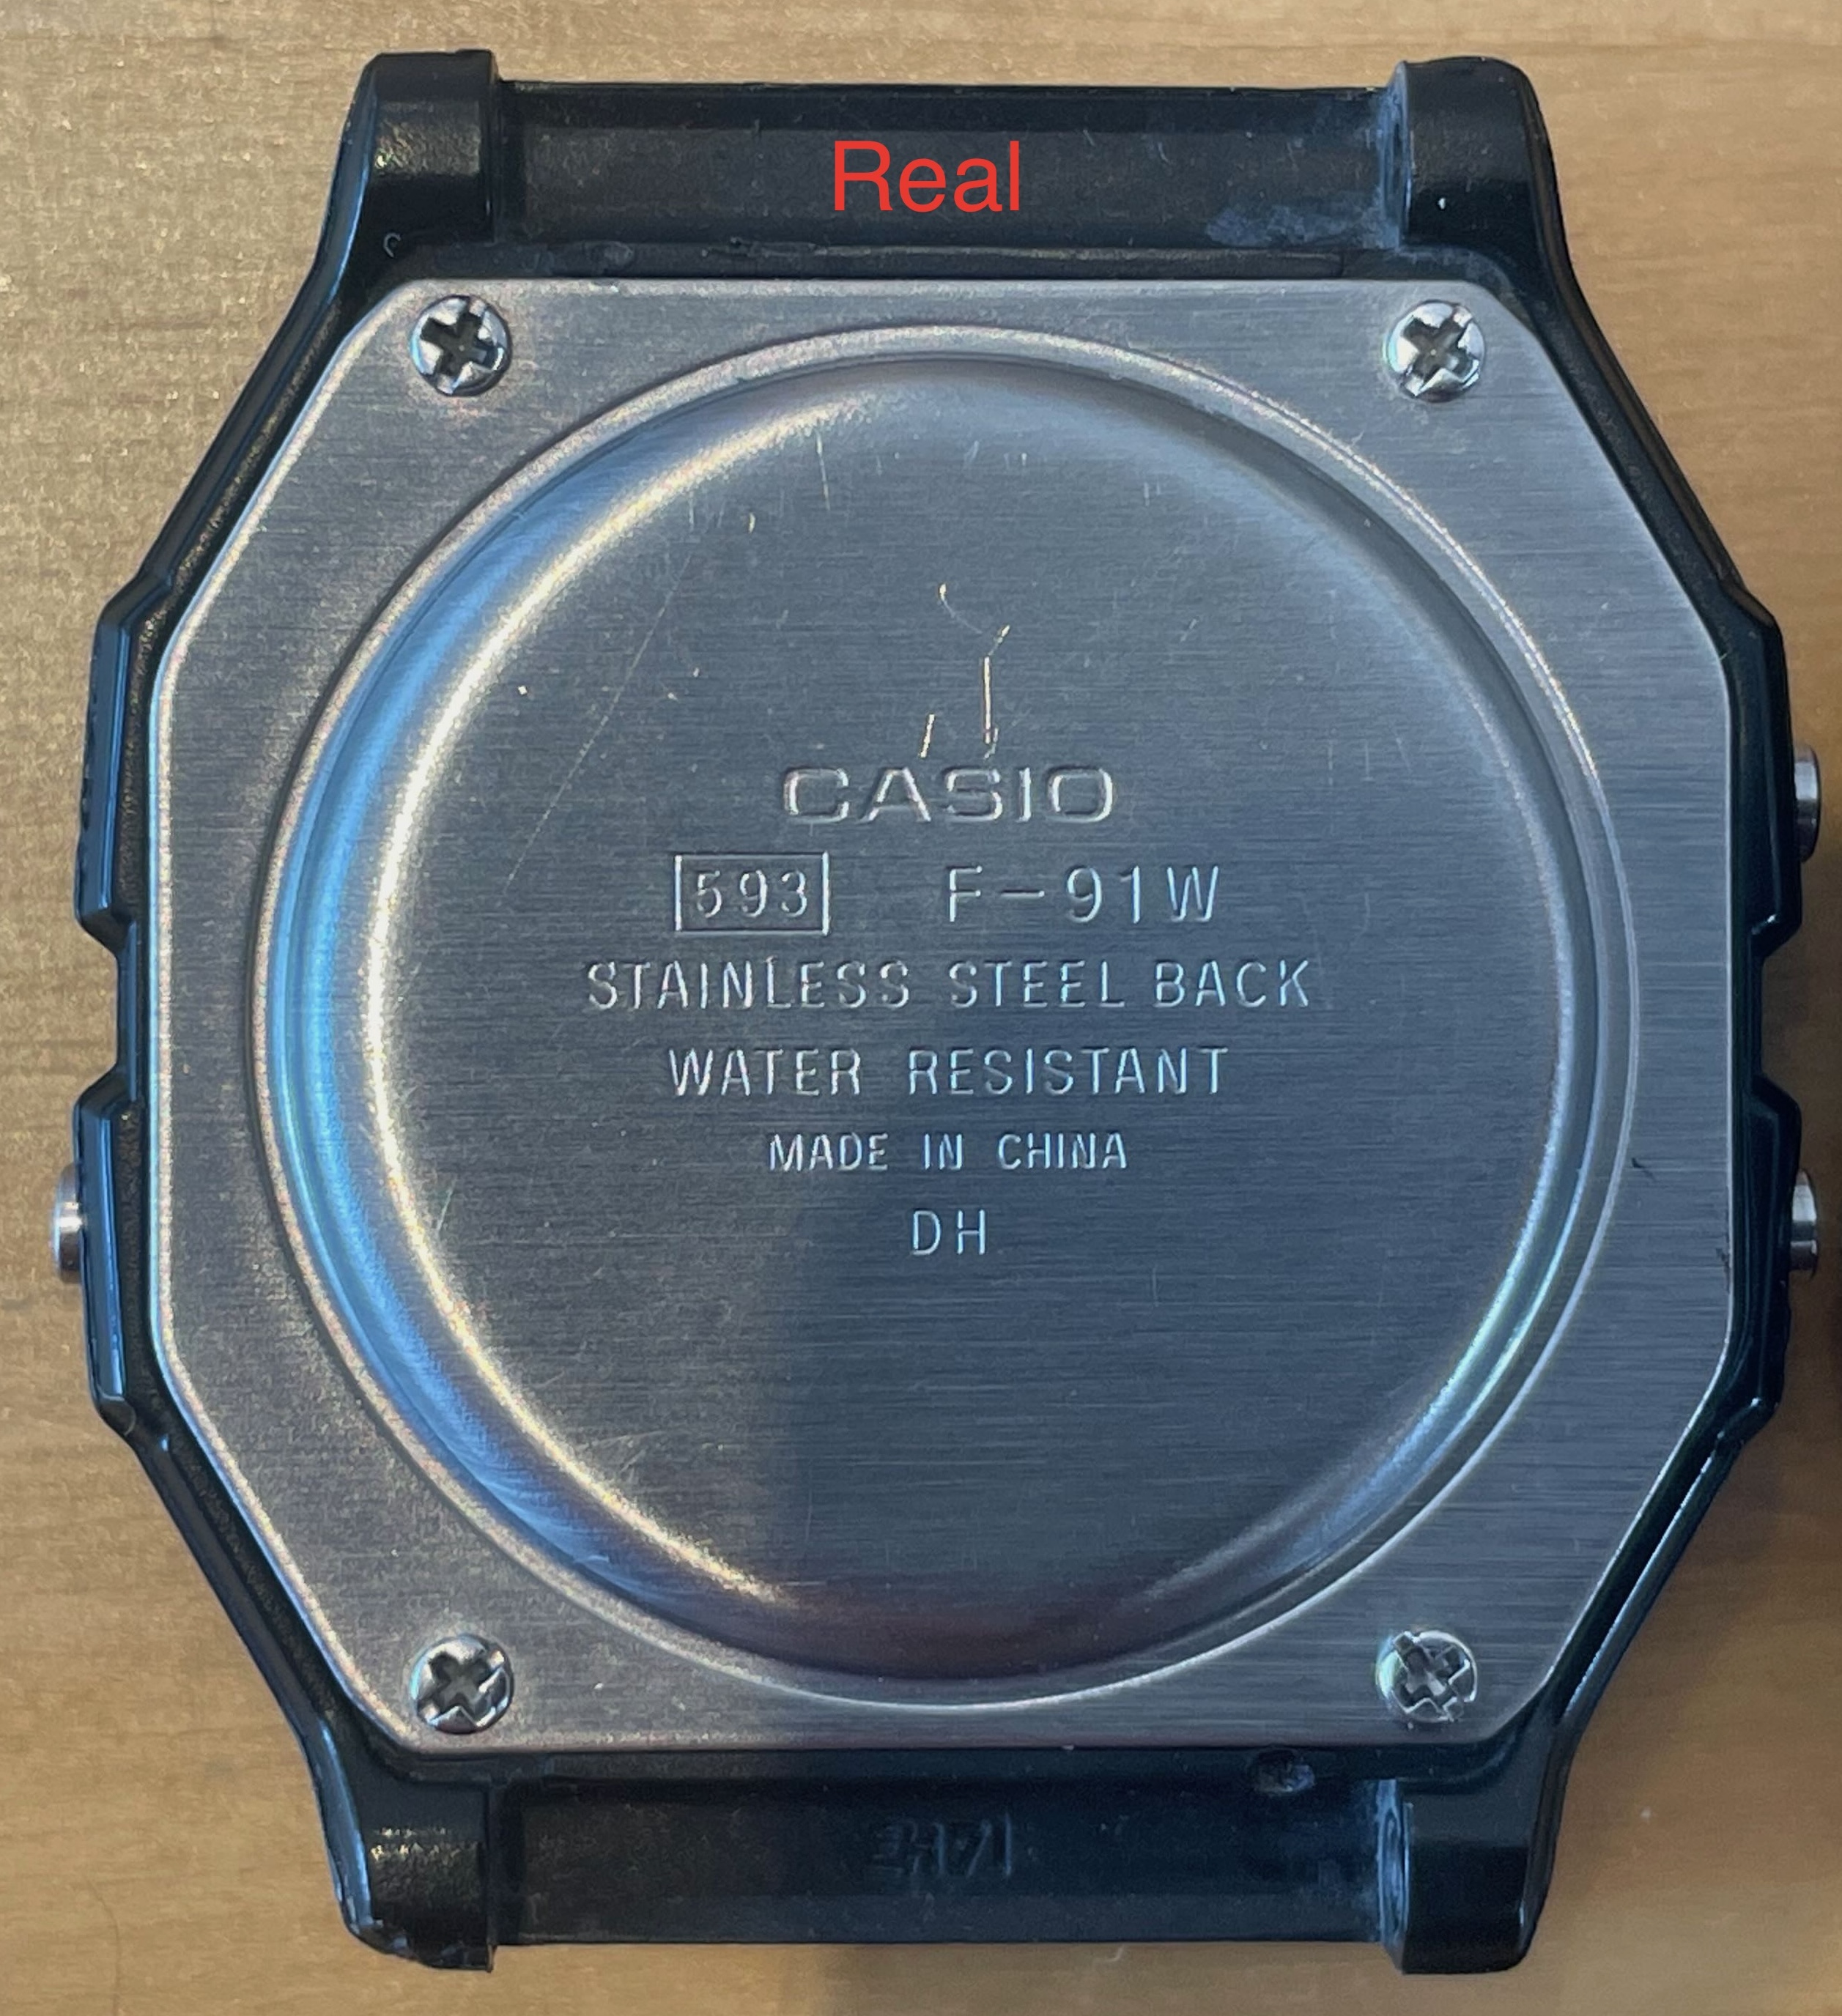 Real
CASIO
593 F-91W
STAINLESS STEEL BACK
WATER RESISTANT
MADE IN CHINA
DH